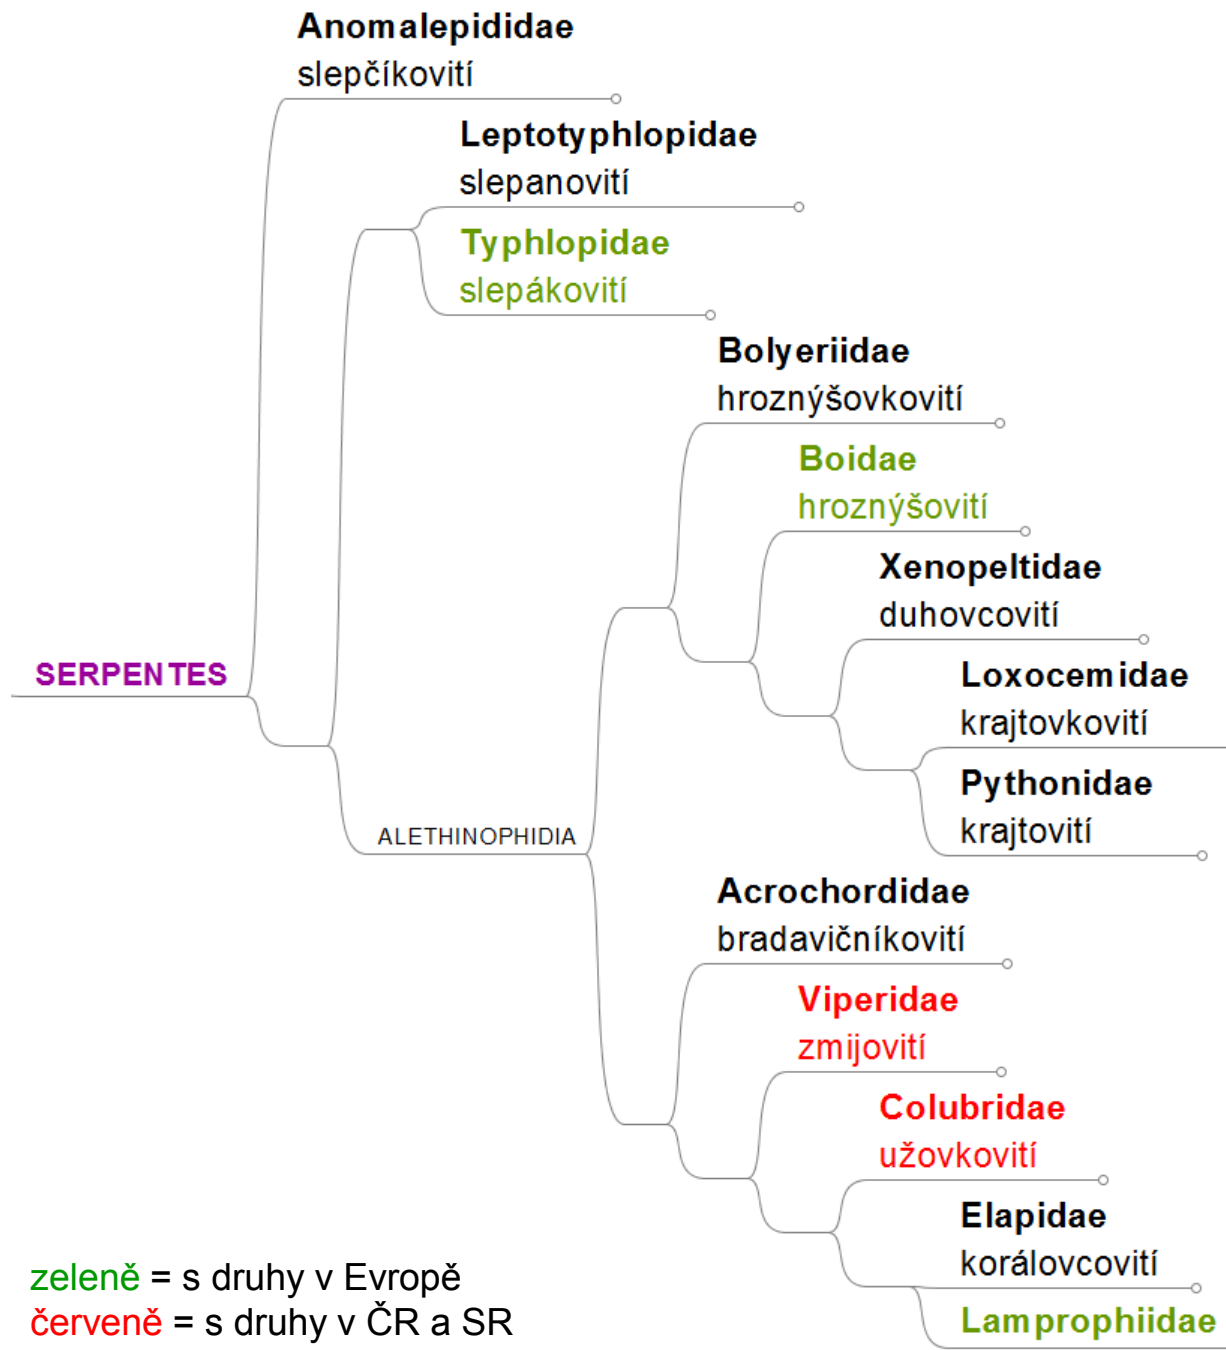 Anomalepididae
slepčíkovití
Leptotyphlopidae
slepanovití
Typhlopidae
slepákovití
Bolyeriidae
hroznýšovkovití
Boidae
hroznýšovití
Xenopeltidae
duhovcovití
SERPENTES
Loxocemidae
krajtovkovití
Pythonidae
krajtovití
ALETHINOPHIDIA
Acrochordidae
bradavičníkovití
Viperidae
zmijovití
Colubridae
užovkovití
Elapidae
korálovcovití
Lamprophiidae
zeleně = s druhy v Evropě
červeně = s druhy v ČR a SR